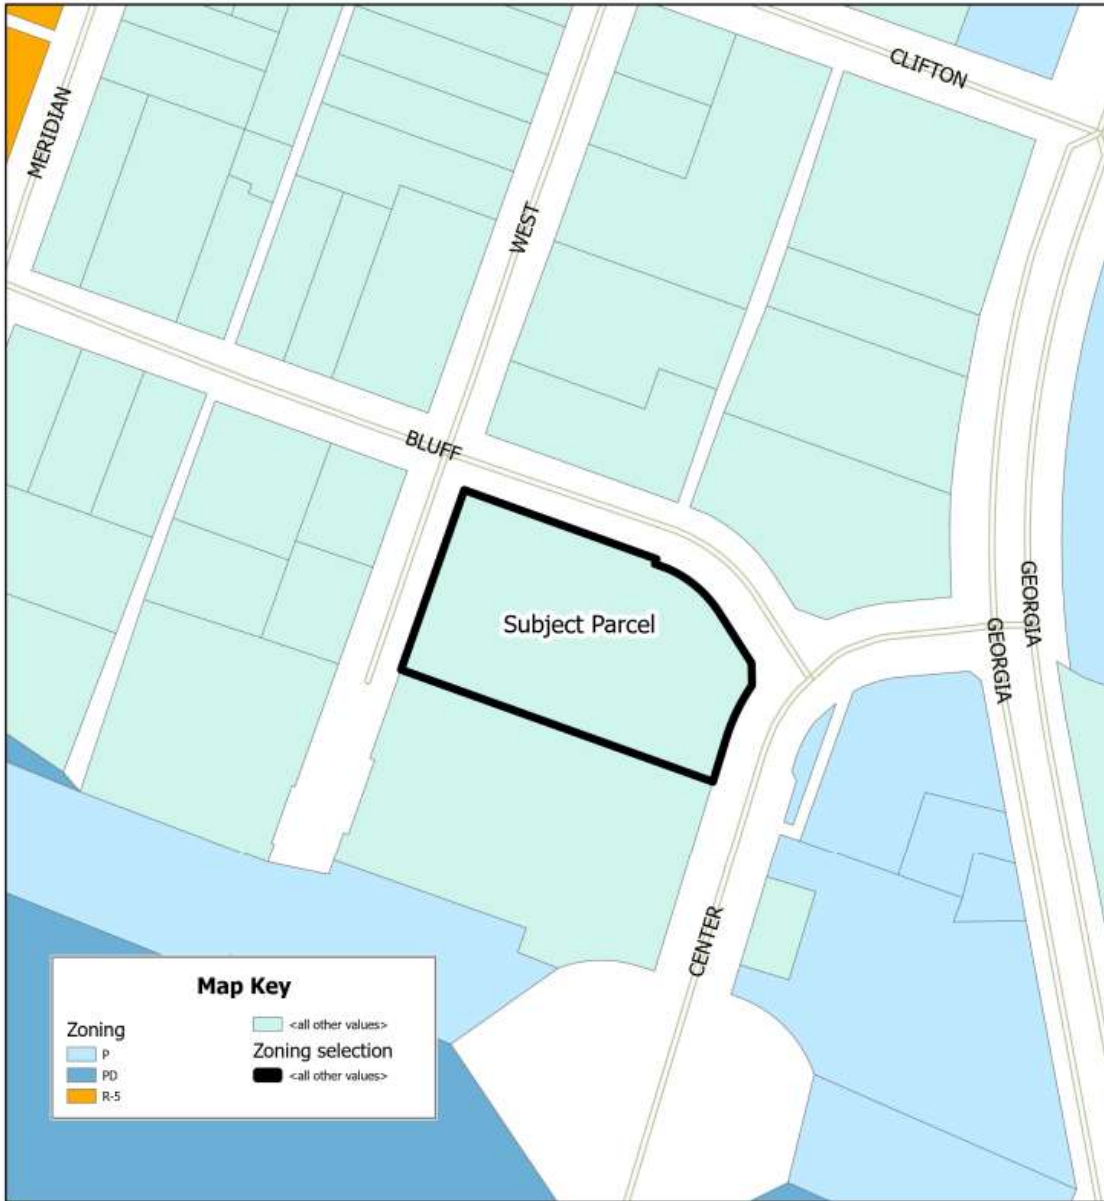 CLIFTON
MERIDIAN
WEST
BLUFF
GEORGIA
GEORGIA
Subject Parcel
CENTER
Map Key
Zoning
P
PD
R-5
<all other values>
Zoning selection
<all other values>